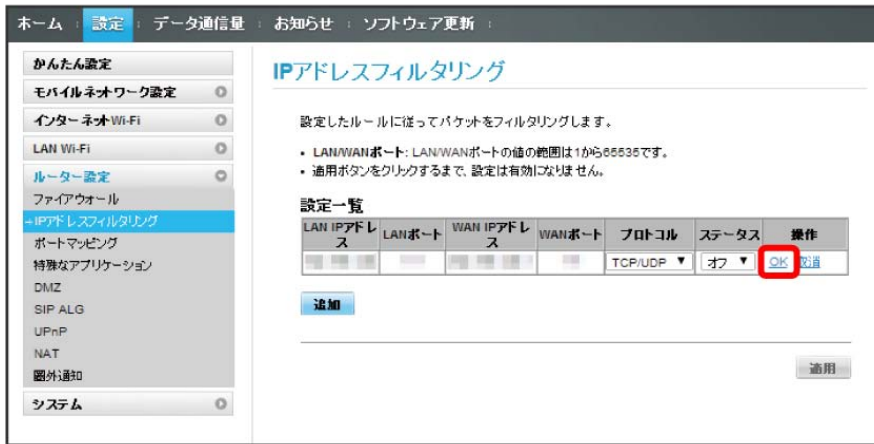 ホーム 設定 データ通信量 お知らせ ソフトウェア更新
かんたん設定
モバイルネットワーク設定
インターネットWi-Fi
LAN Wi-Fi
ルーター設定
ファイアウォール
IPアドレスフィルタリング
ポートマッピング
特殊なアプリケーション
DMZ
SIP ALG
UPnP
NAT
圏外通知
システム
IPアドレスフィルタリング
設定したルールに従ってパケットをフィルタリングします。
• LAN/WANポート: LAN/WANポートの値の範囲は1から65535です。
• 適用ボタンをクリックするまで、設定は有効になりません。
設定一覧
LAN IPアドレス LANポート WAN IPアドレス WANポート プロトコル ステータス 操作
TCP/UDP オフ OK 取消
追加
適用